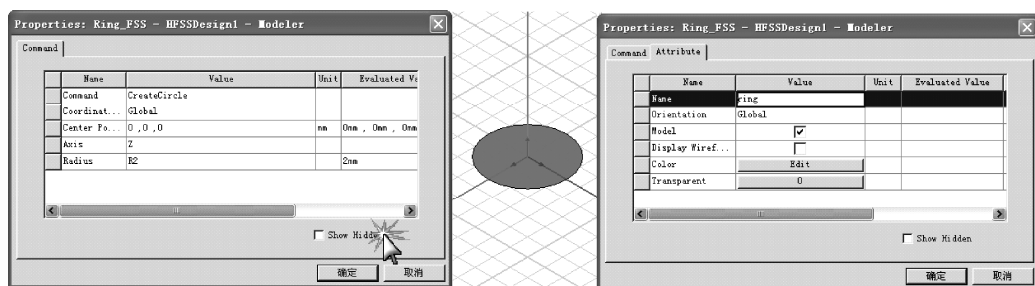 Properties: Ring_FSS - HFSSDesign1 - Modeler
Command
Name Value Unit Evaluated Va
Command CreateCircle
Coordinat... Global
Center Po... 0 ,0 ,0 mm 0mm , 0mm , 0mm
Axis Z
Radius R2 2mm
Show Hidde
确定 取消
Properties: Ring_FSS - HFSSDesign1 - Modeler
Command Attribute
Name Value Unit Evaluated Value
Name ring
Orientation Global
Model
Display Wiref...
Color Edit
Transparent 0
Show Hidden
确定 取消